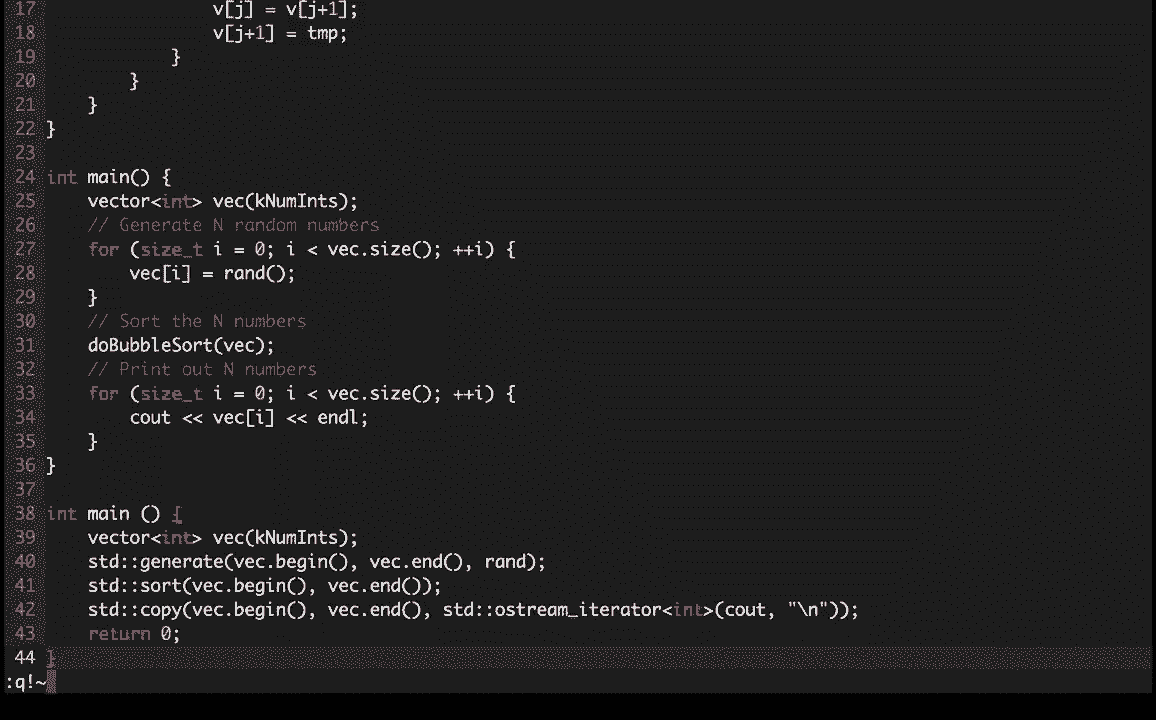 17 v[j] = v[j+1];
18 v[j+1] = tmp;
19 }
20 }
21 }
22 }
23
24 int main() {
25 vector<int> vec(kNumInts);
26 // Generate N random numbers
27 for (size_t i = 0; i < vec.size(); ++i) {
28 vec[i] = rand();
29 }
30 // Sort the N numbers
31 doBubbleSort(vec);
32 // Print out N numbers
33 for (size_t i = 0; i < vec.size(); ++i) {
34 cout << vec[i] << endl;
35 }
36 }
37
38 int main () {
39 vector<int> vec(kNumInts);
40 std::generate(vec.begin(), vec.end(), rand);
41 std::sort(vec.begin(), vec.end());
42 std::copy(vec.begin(), vec.end(), std::ostream_iterator<int>(cout, "\n"));
43 return 0;
44 }
:q!~